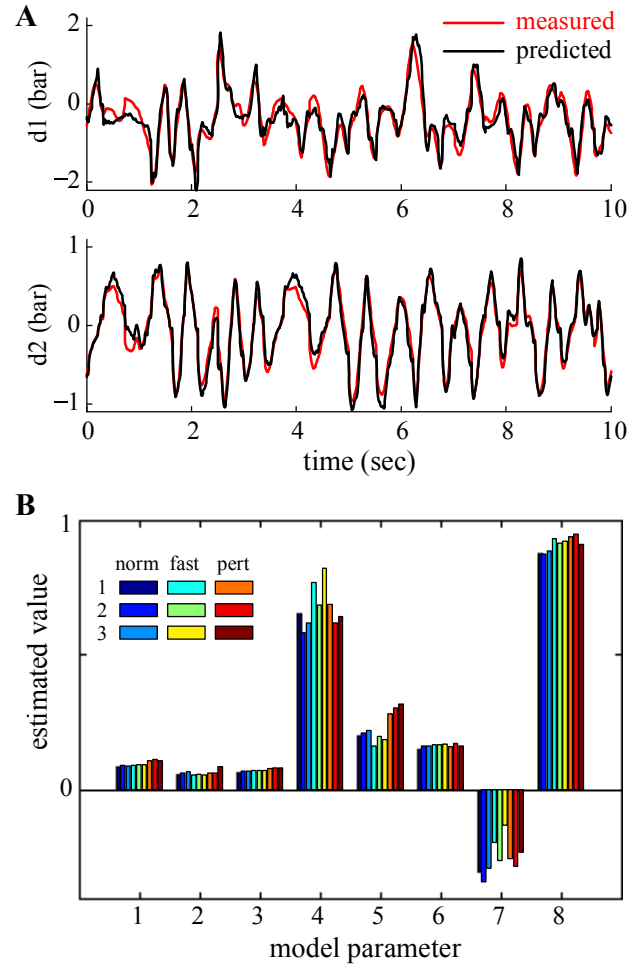 A
measured
predicted
d1 (bar)
2
0
−2
0 2 4 6 8 10
d2 (bar)
1
0
−1
0 2 4 6 8 10
time (sec)
B
estimated value
1
0
norm fast pert
1
2
3
1 2 3 4 5 6 7 8
model parameter